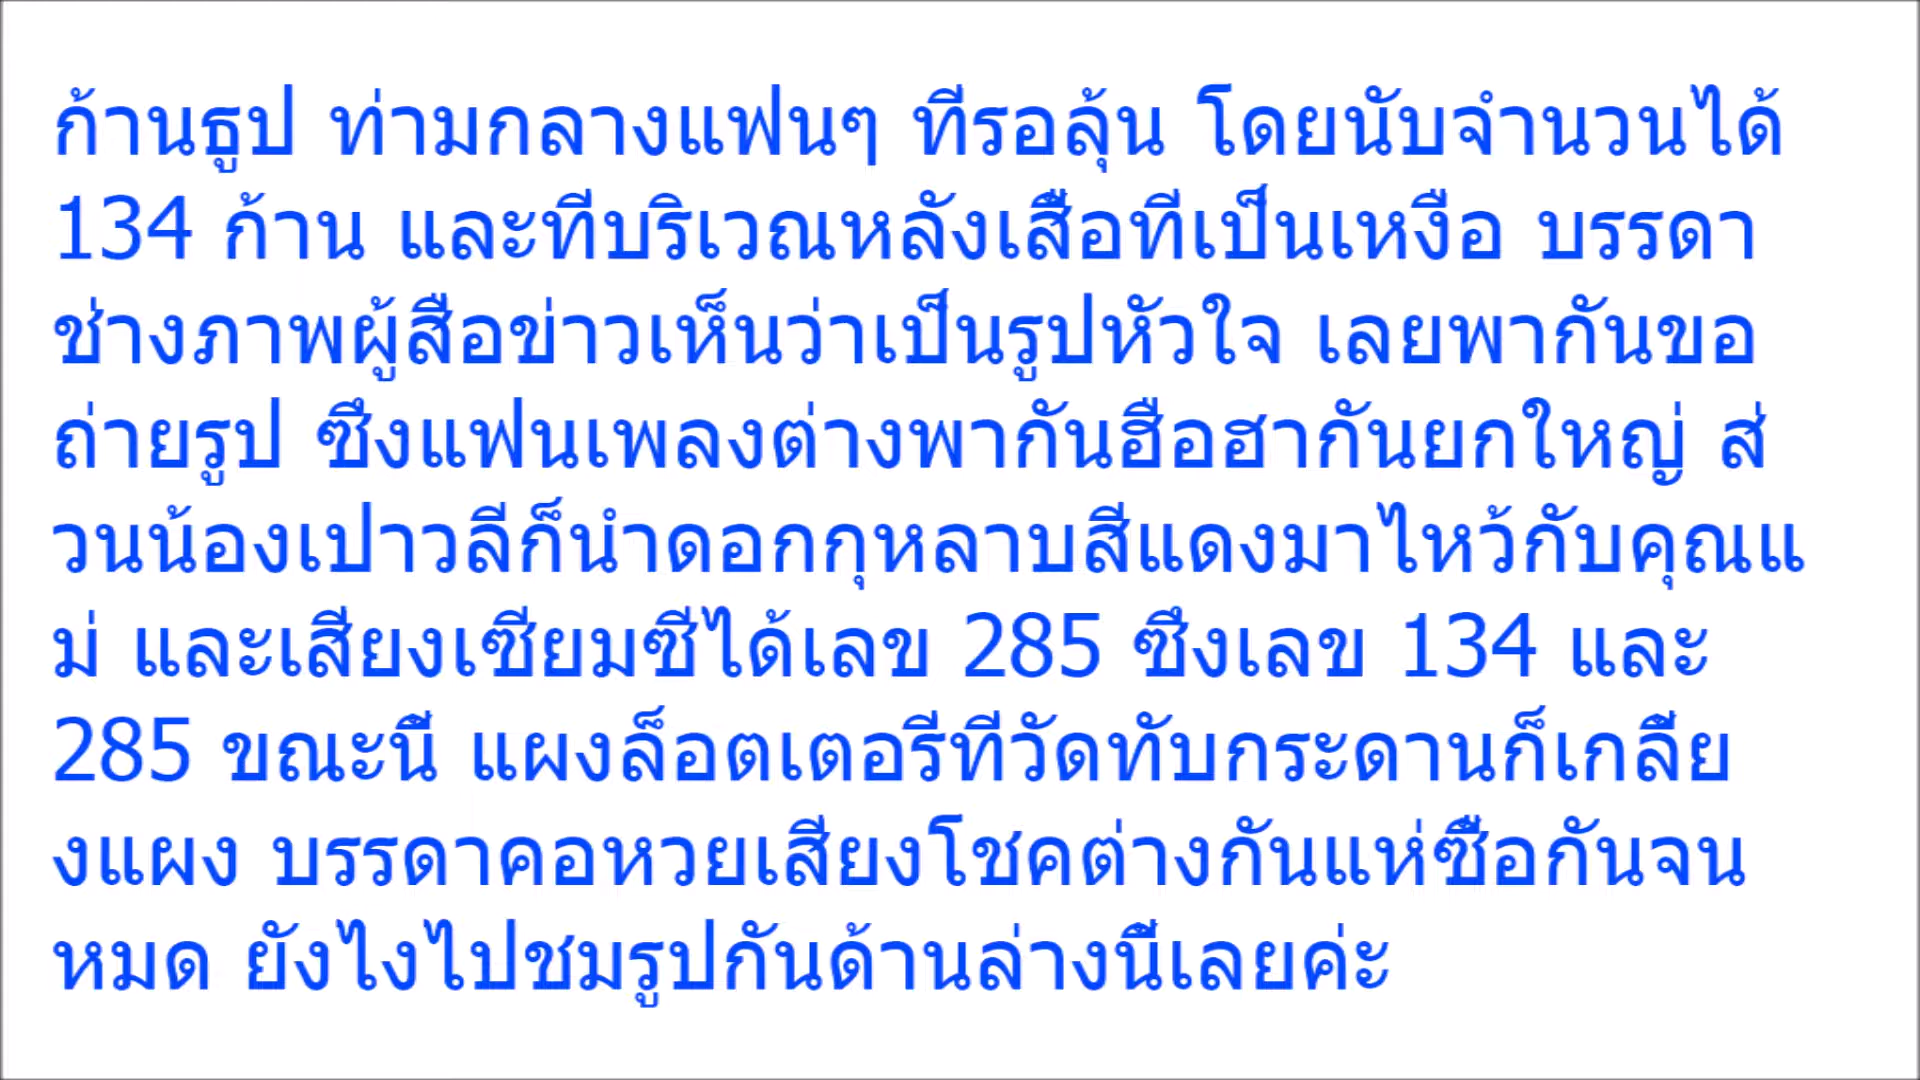 ก้านธูป ท่ามกลางแฟนๆ ที่รอลุ้น โดยนับจำนวนได้
134 ก้าน และที่บริเวณหลังเสื้อที่เปื้นเหงื่อ บรรดา
ช่างภาพผู้สื่อข่าวเห็นว่าเป็นรูปหัวใจ เลยพากันขอ
ถ่ายรูป ซึ่งแฟนเพลงต่างพากันฮือฮากันยกใหญ่ ส่
วนน้องเปาวลีก็นำดอกกุหลาบสีแดงมาไหว้กับคุณแ
ม่ และเสี่ยงเซียมซีได้เลข 285 ซึ่งเลข 134 และ
285 ขณะนี้ แผงล็อตเตอรี่ที่วัดทับกระดานก็เกลี้ย
งแผง บรรดาคอหวยเสี่ยงโชคต่างกันแห่ซื้อกันจน
หมด ยังไงไปชมรูปกันด้านล่างนี้เลยค่ะ